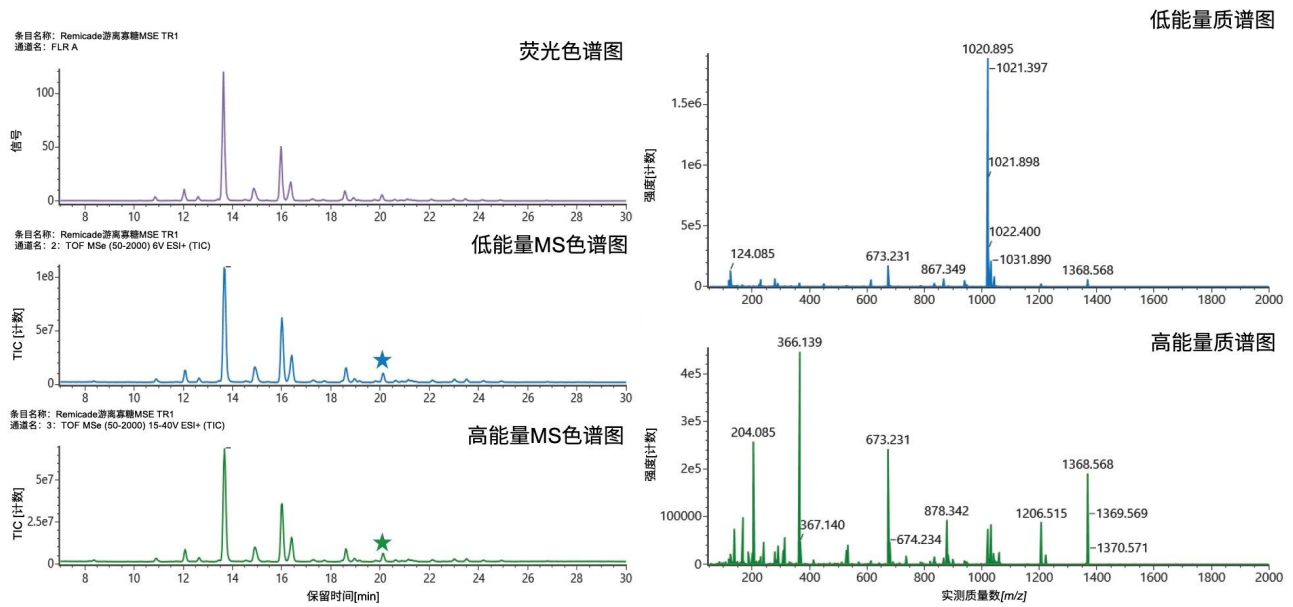 条目名称：Remicade游离寡糖MSE TR1
通道名：FLR A
荧光色谱图
信号
100
50
0
8 10 12 14 16 18 20 22 24 26 28 30
条目名称：Remicade游离寡糖MSE TR1
通道名：2：TOF MSe (50-2000) 6V ESI+ (TIC)
低能量MS色谱图
TIC [计数]
1e8
5e7
0
8 10 12 14 16 18 20 22 24 26 28 30
条目名称：Remicade游离寡糖MSE TR1
通道名：3：TOF MSe (50-2000) 15-40V ESI+ (TIC)
高能量MS色谱图
TIC [计数]
5e7
2.5e7
0
8 10 12 14 16 18 20 22 24 26 28 30
保留时间[min]
低能量质谱图
强度[计数]
1.5e6
1e6
5e5
0
1020.895
1021.397
1021.898
1022.400
1031.890
124.085
673.231
867.349
1368.568
200 400 600 800 1000 1200 1400 1600 1800 2000
高能量质谱图
强度[计数]
4e5
3e5
2e5
100000
0
366.139
204.085
673.231
1368.568
367.140
674.234
878.342
1206.515
1369.569
1370.571
200 400 600 800 1000 1200 1400 1600 1800 2000
实测质量数[m/z]